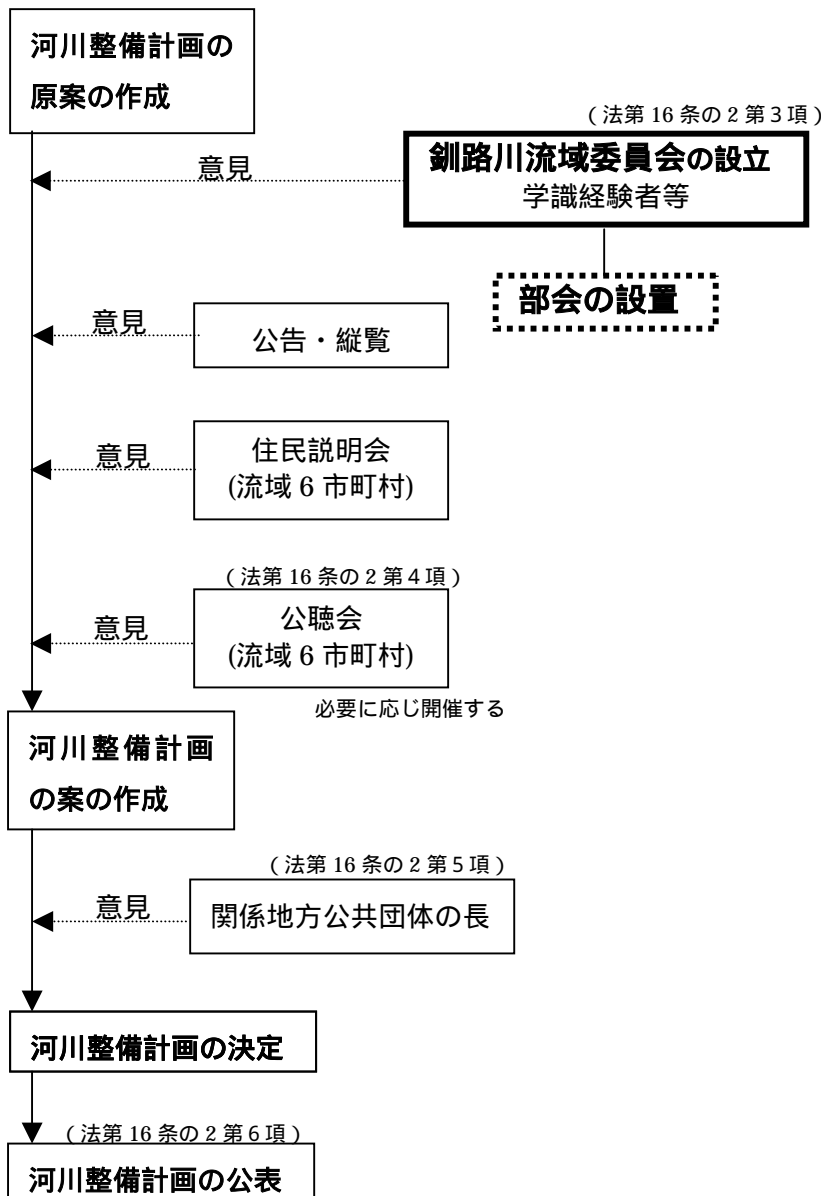 河川整備計画の
原案の作成
（法第16条の2第3項）
釧路川流域委員会の設立
学識経験者等
意見
部会の設置
意見
公告・縦覧
意見
住民説明会
(流域6市町村)
（法第16条の2第4項）
意見
公聴会
(流域6市町村)
必要に応じ開催する
河川整備計画
の案の作成
（法第16条の2第5項）
意見
関係地方公共団体の長
河川整備計画の決定
（法第16条の2第6項）
河川整備計画の公表